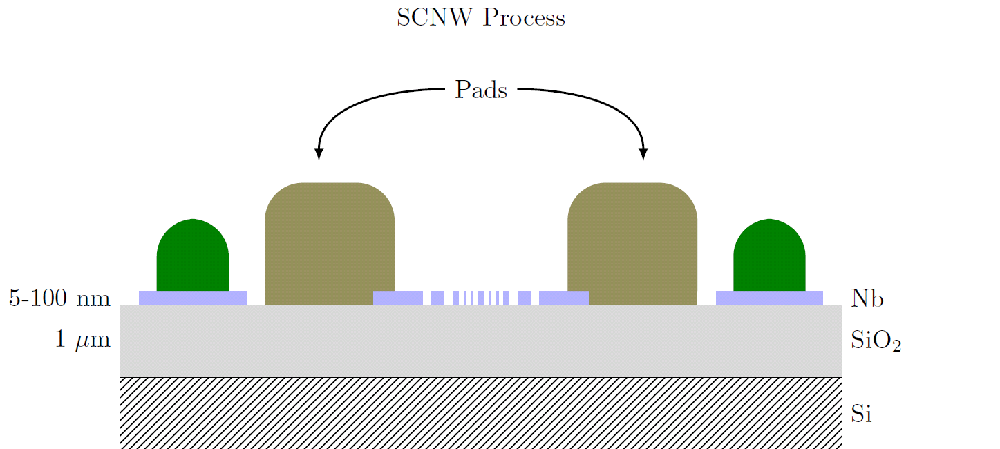 SCNW Process
Pads
5-100 nm
Nb
1 μm
SiO₂
Si